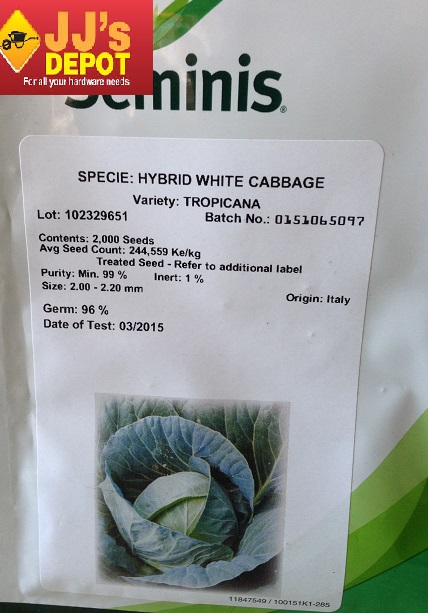 JJ's
DEPOT
For all your hardware needs
Seminis®
SPECIE: HYBRID WHITE CABBAGE
Variety: TROPICANA
Lot: 102329651 Batch No.: 0151065097
Contents: 2,000 Seeds
Avg Seed Count: 244,559 Ke/kg
Treated Seed - Refer to additional label
Purity: Min. 99 % Inert: 1 %
Size: 2.00 - 2.20 mm
Origin: Italy
Germ: 96 %
Date of Test: 03/2015
11847549 / 100151K1-285